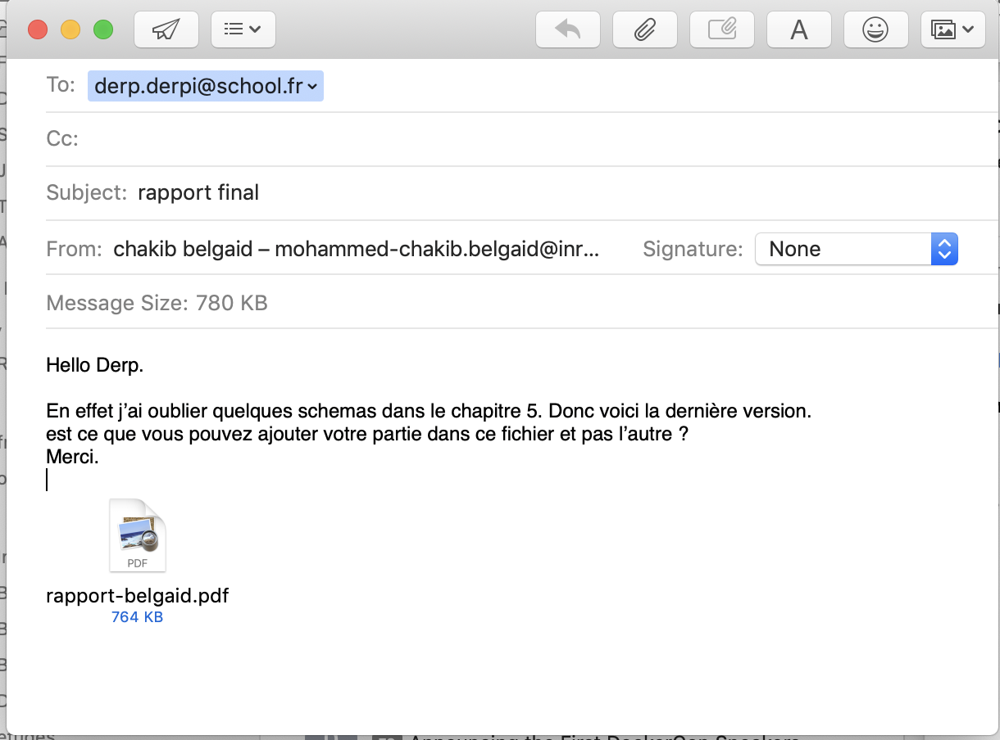 To: derp.derpi@school.fr
Cc:
Subject: rapport final
From: chakib belgaid – mohammed-chakib.belgaid@inr... Signature: None
Message Size: 780 KB
Hello Derp.
En effet j’ai oublier quelques schemas dans le chapitre 5. Donc voici la dernière version.
est ce que vous pouvez ajouter votre partie dans ce fichier et pas l’autre ?
Merci.
PDF
rapport-belgaid.pdf
764 KB
Announcing the First DockerCon Speakers